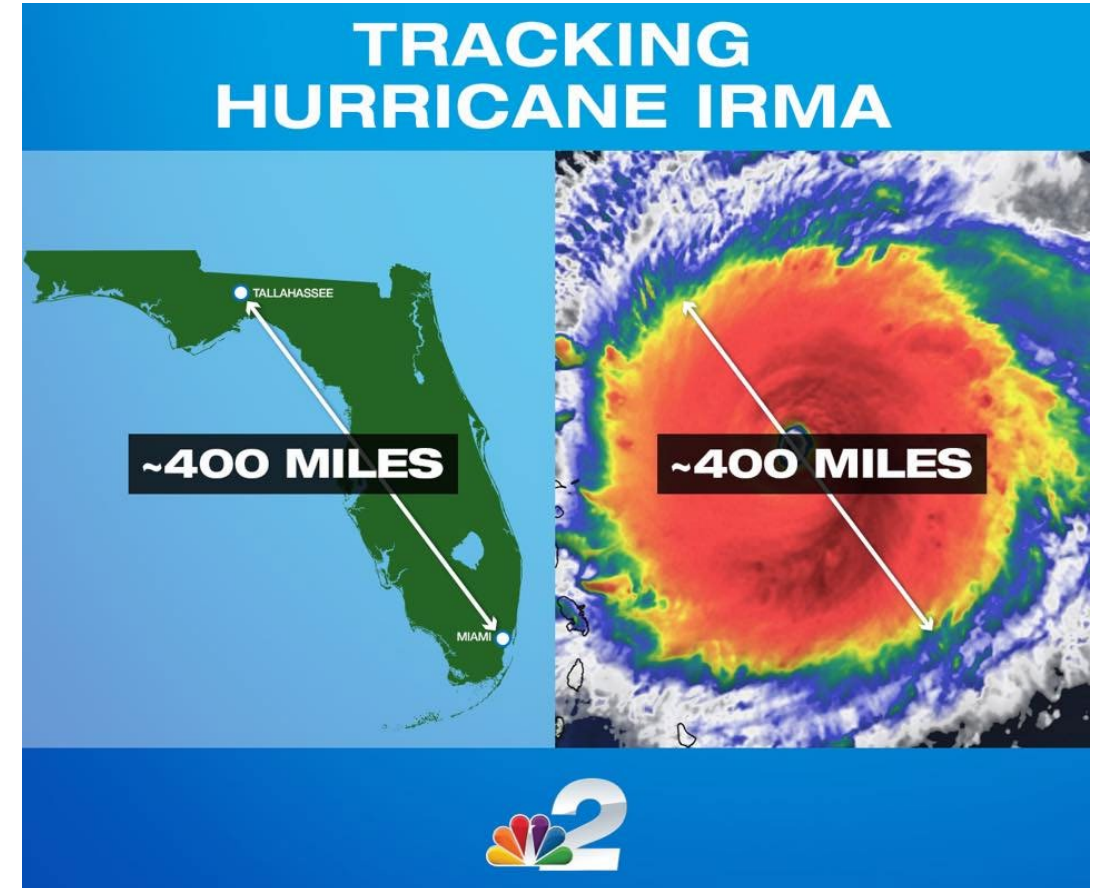 TRACKING
HURRICANE IRMA
TALLAHASSEE
~400 MILES
MIAMI
~400 MILES
2